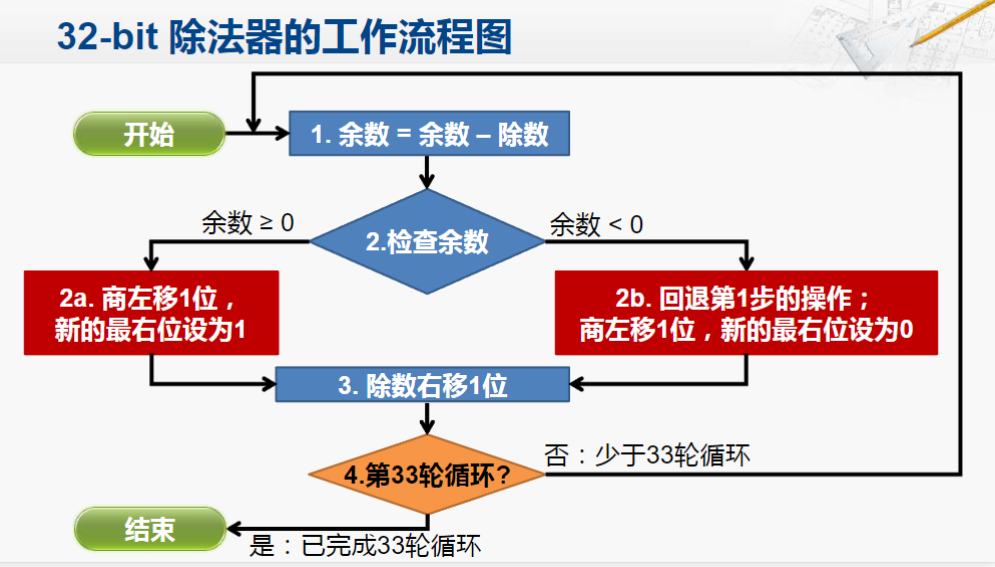 32-bit 除法器的工作流程图
开始
1. 余数 = 余数 – 除数
余数 ≥ 0
2.检查余数
余数 < 0
2a. 商左移1位，
新的最右位设为1
2b. 回退第1步的操作；
商左移1位，新的最右位设为0
3. 除数右移1位
4.第33轮循环?
否：少于33轮循环
结束
是：已完成33轮循环